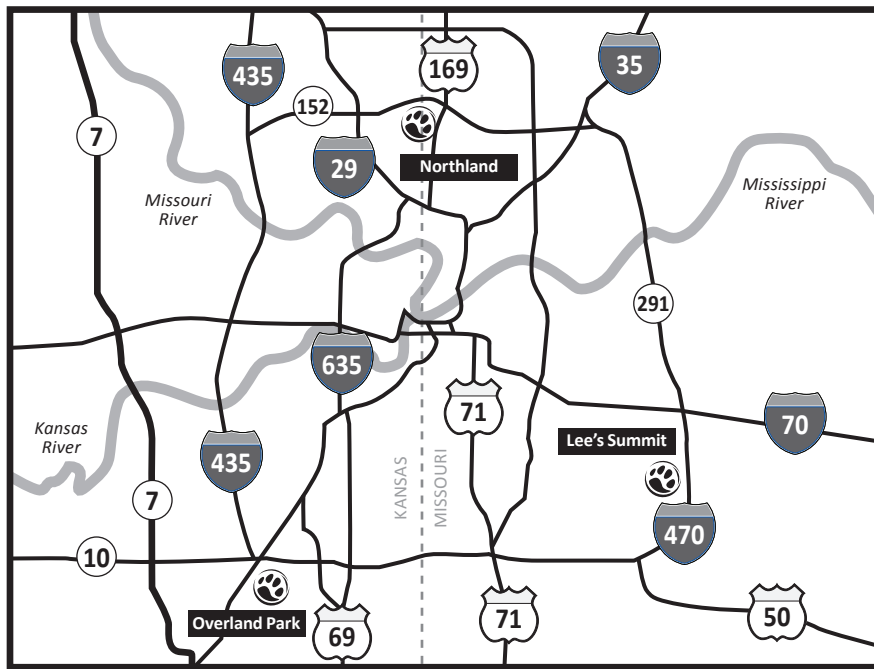 435
169
35
152
7
29
Northland
Missouri
River
Mississippi
River
291
635
71
70
Kansas
River
435
Lee's Summit
KANSAS
MISSOURI
7
470
10
Overland Park
69
71
50